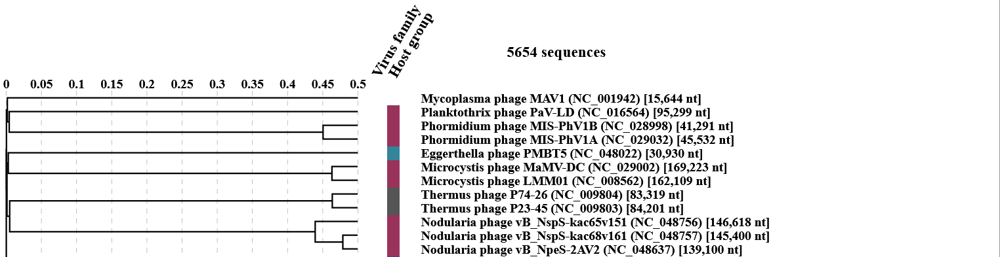 Virus family
Host group
5654 sequences
0 0.05 0.1 0.15 0.2 0.25 0.3 0.35 0.4 0.45 0.5
Mycoplasma phage MAV1 (NC_001942) [15,644 nt]
Planktothrix phage PaV-LD (NC_016564) [95,299 nt]
Phormidium phage MIS-PhV1B (NC_028998) [41,291 nt]
Phormidium phage MIS-PhV1A (NC_029032) [45,532 nt]
Eggerthella phage PMBT5 (NC_048022) [30,930 nt]
Microcystis phage MaMV-DC (NC_029002) [169,223 nt]
Microcystis phage LMM01 (NC_008562) [162,109 nt]
Thermus phage P74-26 (NC_009804) [83,319 nt]
Thermus phage P23-45 (NC_009803) [84,201 nt]
Nodularia phage vB_NspS-kac65v151 (NC_048756) [146,618 nt]
Nodularia phage vB_NspS-kac68v161 (NC_048757) [145,400 nt]
Nodularia phage vB_NpeS-2AV2 (NC_048637) [139,100 nt]